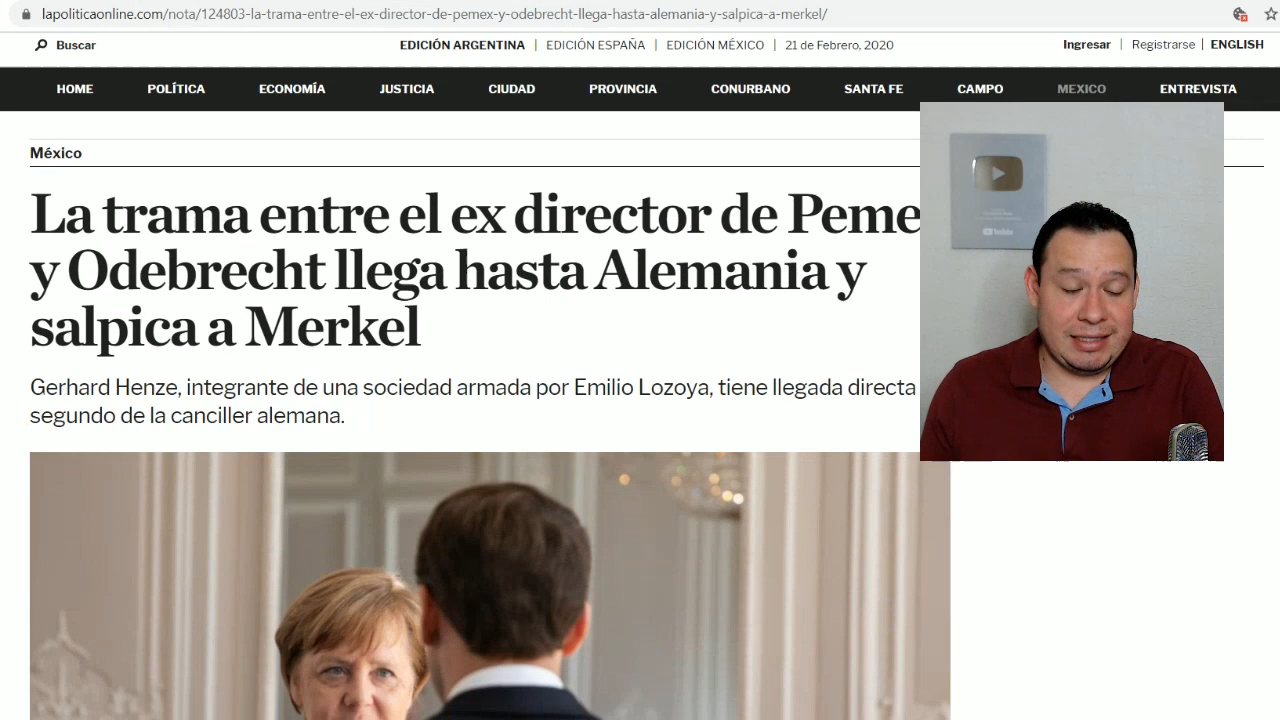 lapoliticaonline.com/nota/124803-la-trama-entre-el-ex-director-de-pemex-y-odebrecht-llega-hasta-alemania-y-salpica-a-merkel/
Buscar EDICIÓN ARGENTINA | EDICIÓN ESPAÑA | EDICIÓN MÉXICO | 21 de Febrero, 2020 Ingresar | Registrarse | ENGLISH
HOME POLÍTICA ECONOMÍA JUSTICIA CIUDAD PROVINCIA CONURBANO SANTA FE CAMPO MEXICO ENTREVISTA
México
La trama entre el ex director de Peme
y Odebrecht llega hasta Alemania y
salpica a Merkel
Gerhard Henze, integrante de una sociedad armada por Emilio Lozoya, tiene llegada directa
segundo de la canciller alemana.
YouTube